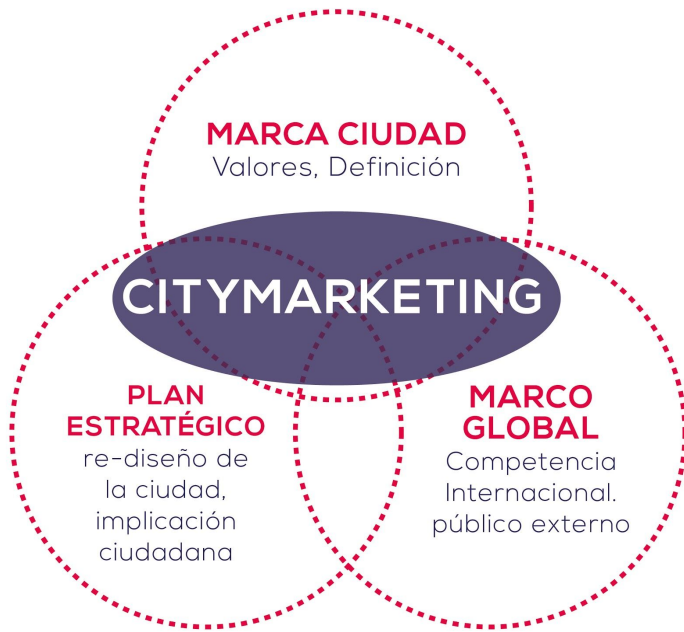 MARCA CIUDAD
Valores, Definición
CITYMARKETING
PLAN
ESTRATÉGICO
re-diseño de
la ciudad,
implicación
ciudadana
MARCO
GLOBAL
Competencia
Internacional.
público externo